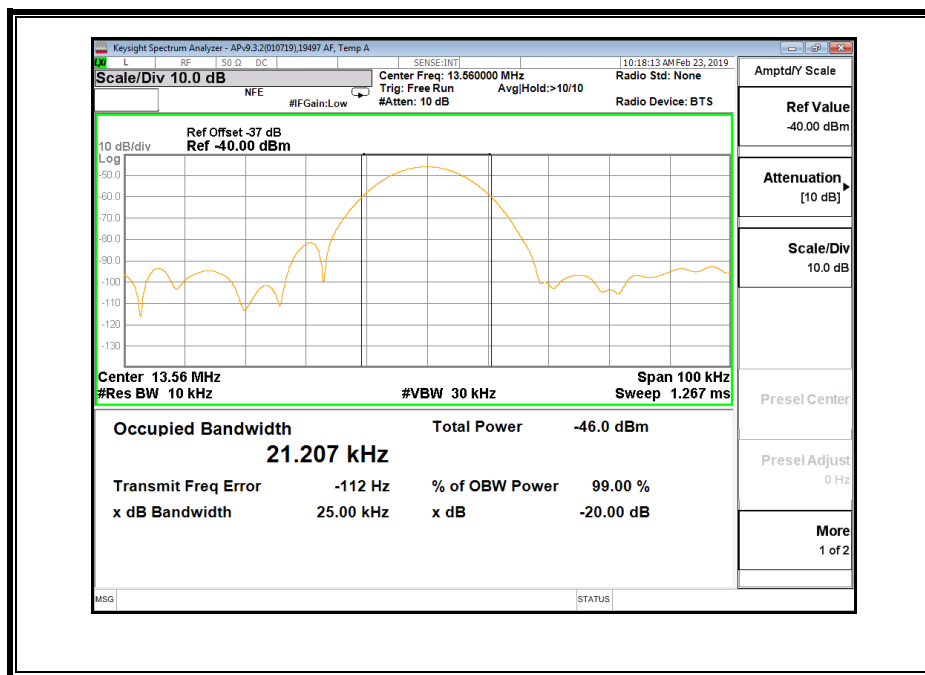 Keysight Spectrum Analyzer - APv9.3.2(010719),19497 AF, Temp A
LXI L RF 50 Ω DC SENSE:INT 10:18:13 AM Feb 23, 2019
Scale/Div 10.0 dB
Center Freq: 13.560000 MHz
Radio Std: None
NFE
Trig: Free Run Avg|Hold:>10/10
#IFGain:Low
#Atten: 10 dB
Radio Device: BTS
Ref Offset -37 dB
10 dB/div Ref -40.00 dBm
Log
-50.0
-60.0
-70.0
-80.0
-90.0
-100
-110
-120
-130
Center 13.56 MHz Span 100 kHz
#Res BW 10 kHz #VBW 30 kHz Sweep 1.267 ms
Occupied Bandwidth Total Power -46.0 dBm
21.207 kHz
Transmit Freq Error -112 Hz % of OBW Power 99.00 %
x dB Bandwidth 25.00 kHz x dB -20.00 dB
MSG STATUS
Amptd/Y Scale
Ref Value
-40.00 dBm
Attenuation
[10 dB]
Scale/Div
10.0 dB
Presel Center
Presel Adjust
0 Hz
More
1 of 2